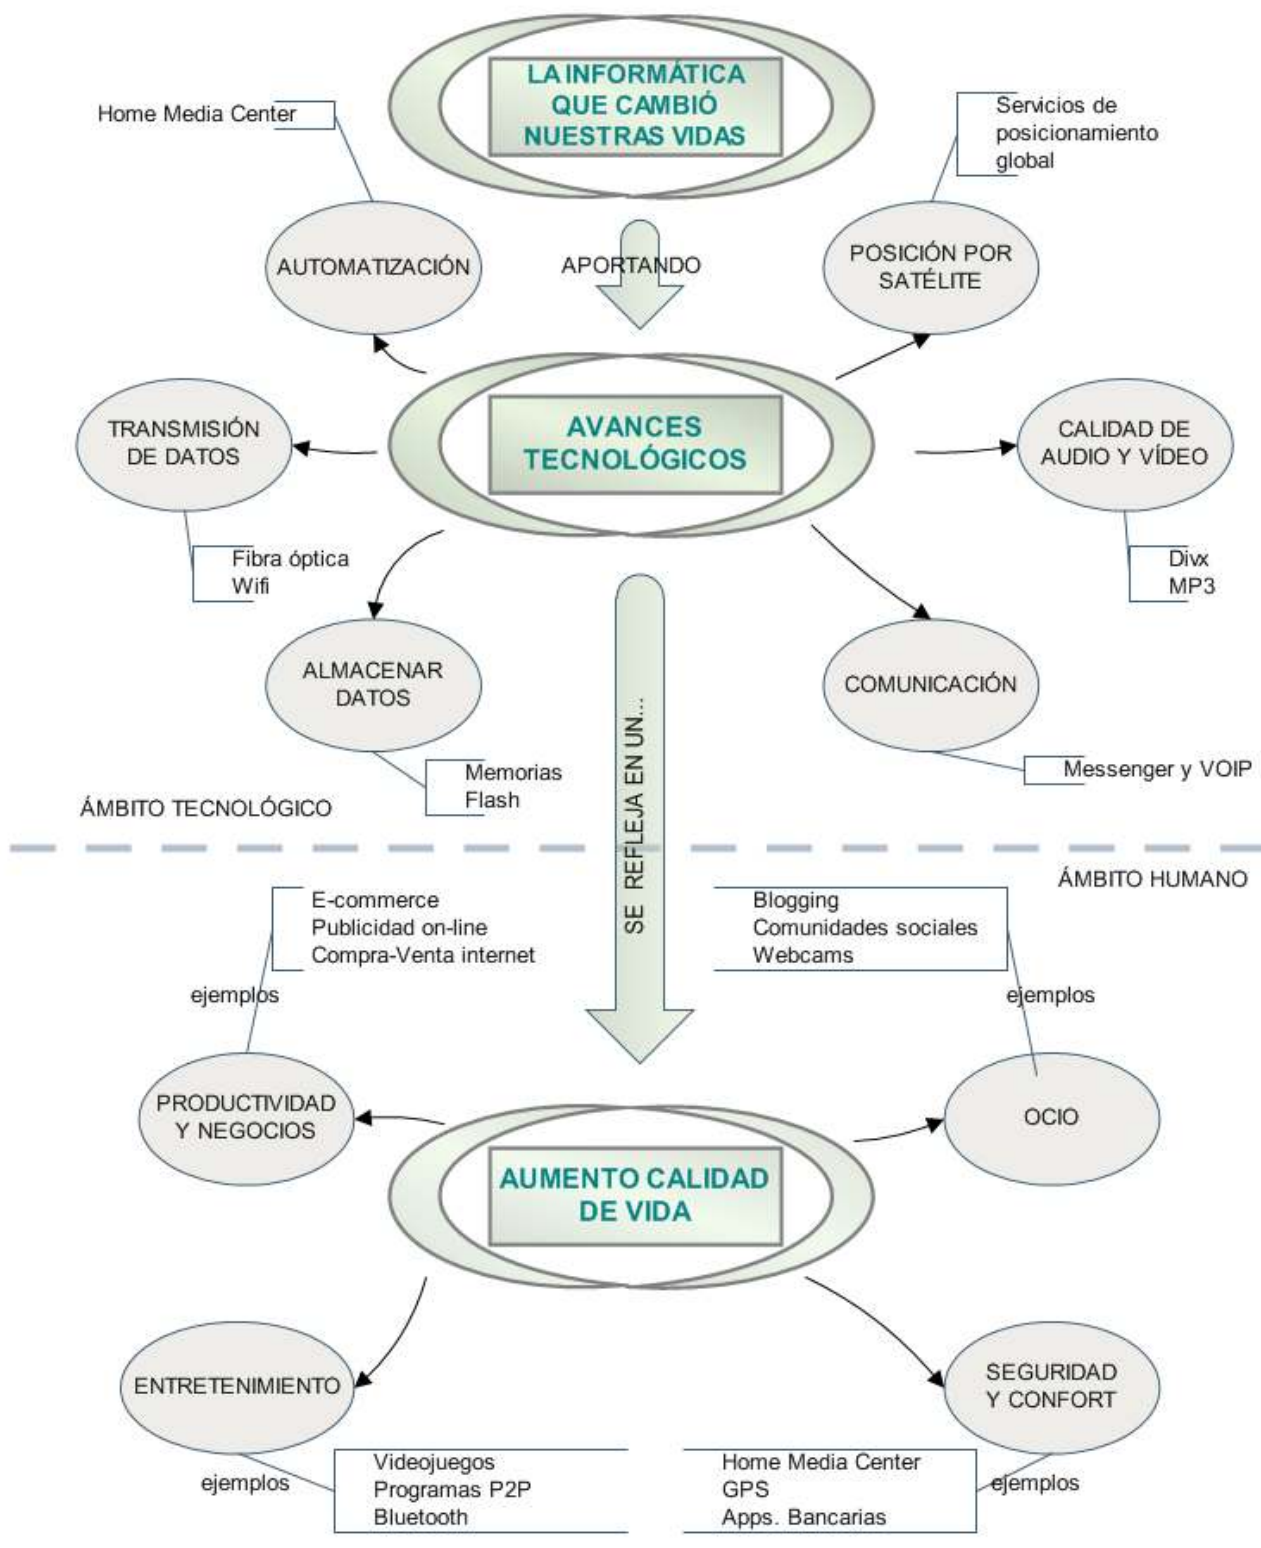 LA INFORMÁTICA
QUE CAMBIÓ
NUESTRAS VIDAS
Home Media Center
Servicios de
posicionamiento
global
AUTOMATIZACIÓN
APORTANDO
POSICIÓN POR
SATÉLITE
TRANSMISIÓN
DE DATOS
AVANCES
TECNOLÓGICOS
CALIDAD DE
AUDIO Y VÍDEO
Fibra óptica
Wifi
Divx
MP3
ALMACENAR
DATOS
COMUNICACIÓN
Memorias
Flash
Messenger y VOIP
SE REFLEJA EN UN...
ÁMBITO TECNOLÓGICO
ÁMBITO HUMANO
E-commerce
Publicidad on-line
Compra-Venta internet
Blogging
Comunidades sociales
Webcams
ejemplos
ejemplos
PRODUCTIVIDAD
Y NEGOCIOS
OCIO
AUMENTO CALIDAD
DE VIDA
ENTRETENIMIENTO
SEGURIDAD
Y CONFORT
ejemplos
Videojuegos
Programas P2P
Bluetooth
Home Media Center
GPS
Apps. Bancarias
ejemplos